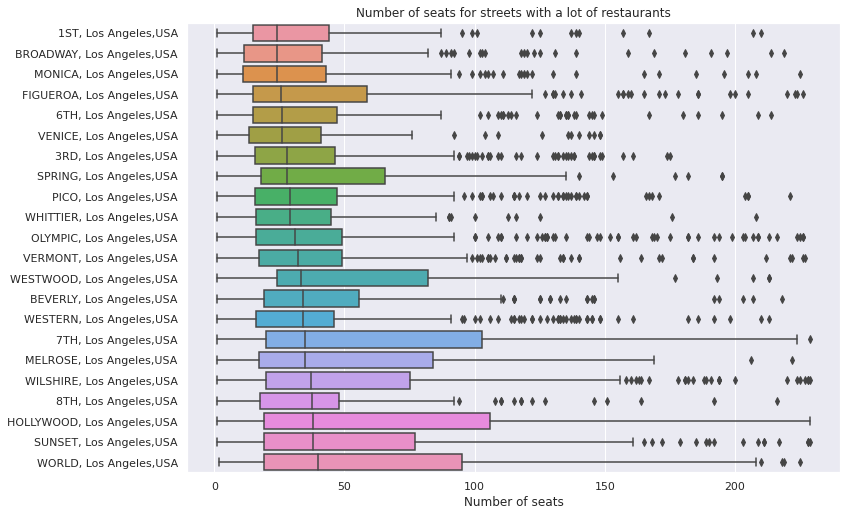 Number of seats for streets with a lot of restaurants
1ST, Los Angeles,USA
BROADWAY, Los Angeles,USA
MONICA, Los Angeles,USA
FIGUEROA, Los Angeles,USA
6TH, Los Angeles,USA
VENICE, Los Angeles,USA
3RD, Los Angeles,USA
SPRING, Los Angeles,USA
PICO, Los Angeles,USA
WHITTIER, Los Angeles,USA
OLYMPIC, Los Angeles,USA
VERMONT, Los Angeles,USA
WESTWOOD, Los Angeles,USA
BEVERLY, Los Angeles,USA
WESTERN, Los Angeles,USA
7TH, Los Angeles,USA
MELROSE, Los Angeles,USA
WILSHIRE, Los Angeles,USA
8TH, Los Angeles,USA
HOLLYWOOD, Los Angeles,USA
SUNSET, Los Angeles,USA
WORLD, Los Angeles,USA
0 50 100 150 200
Number of seats